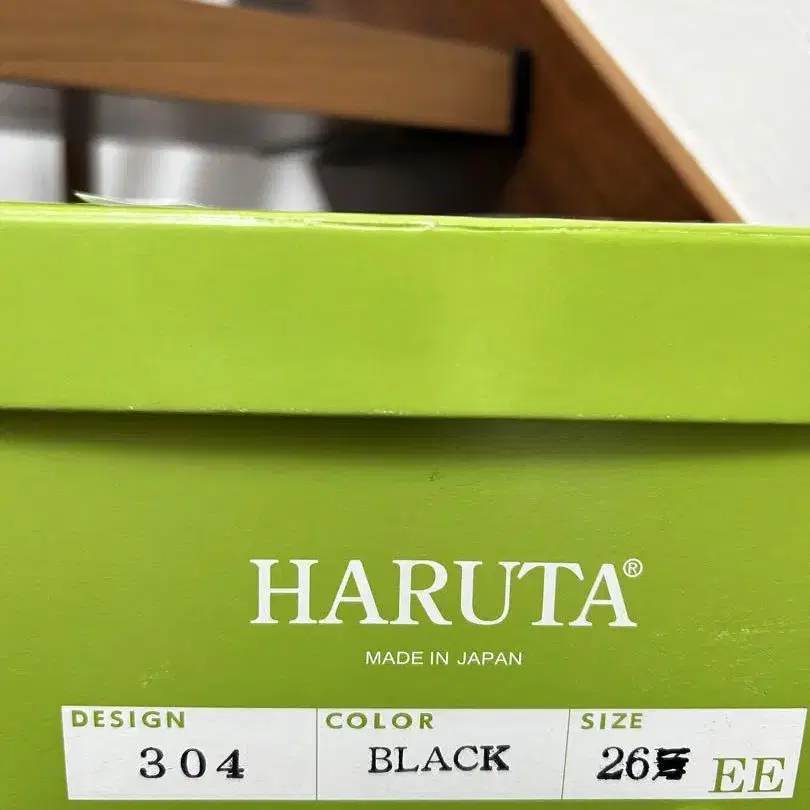 HARUTA®
MADE IN JAPAN
DESIGN COLOR SIZE
304 BLACK 26 EE